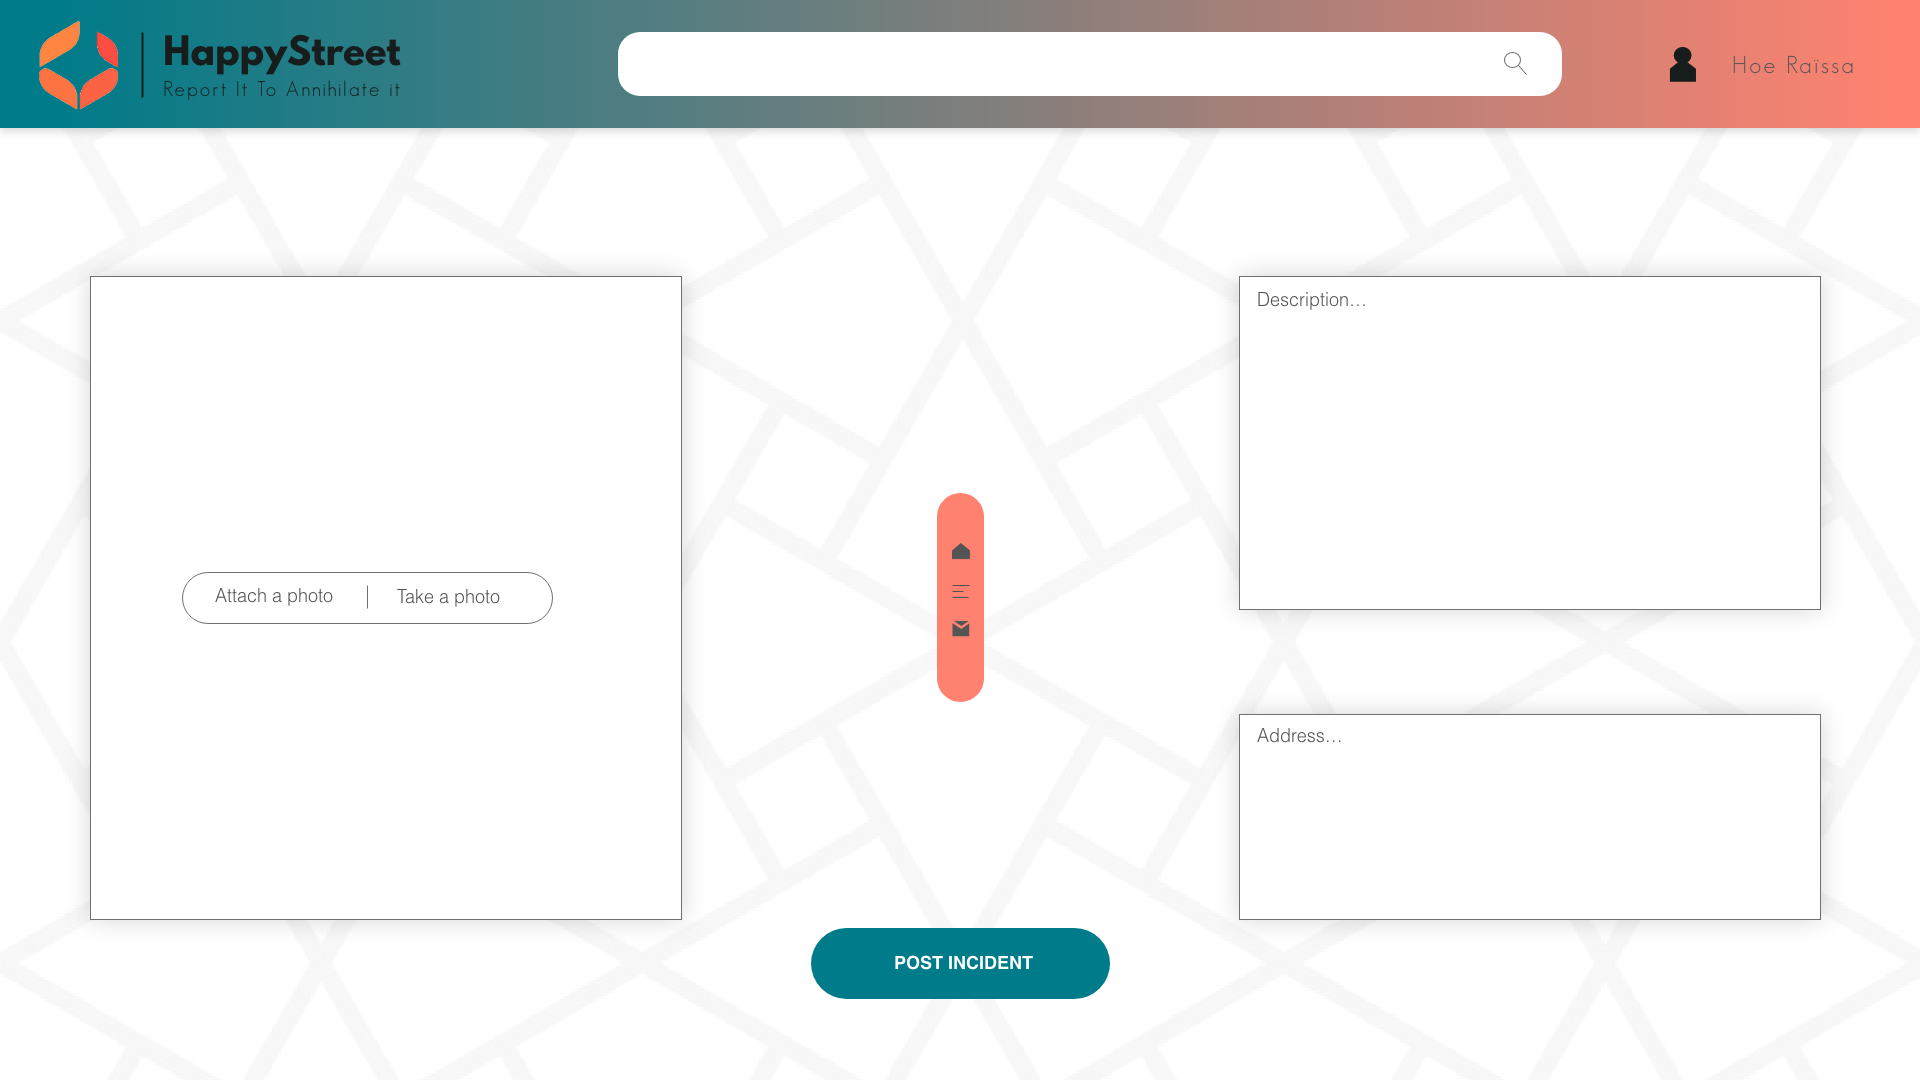 HappyStreet
Report It To Annihilate it
Hoe Raïssa
Description...
Attach a photo
Take a photo
Address...
POST INCIDENT